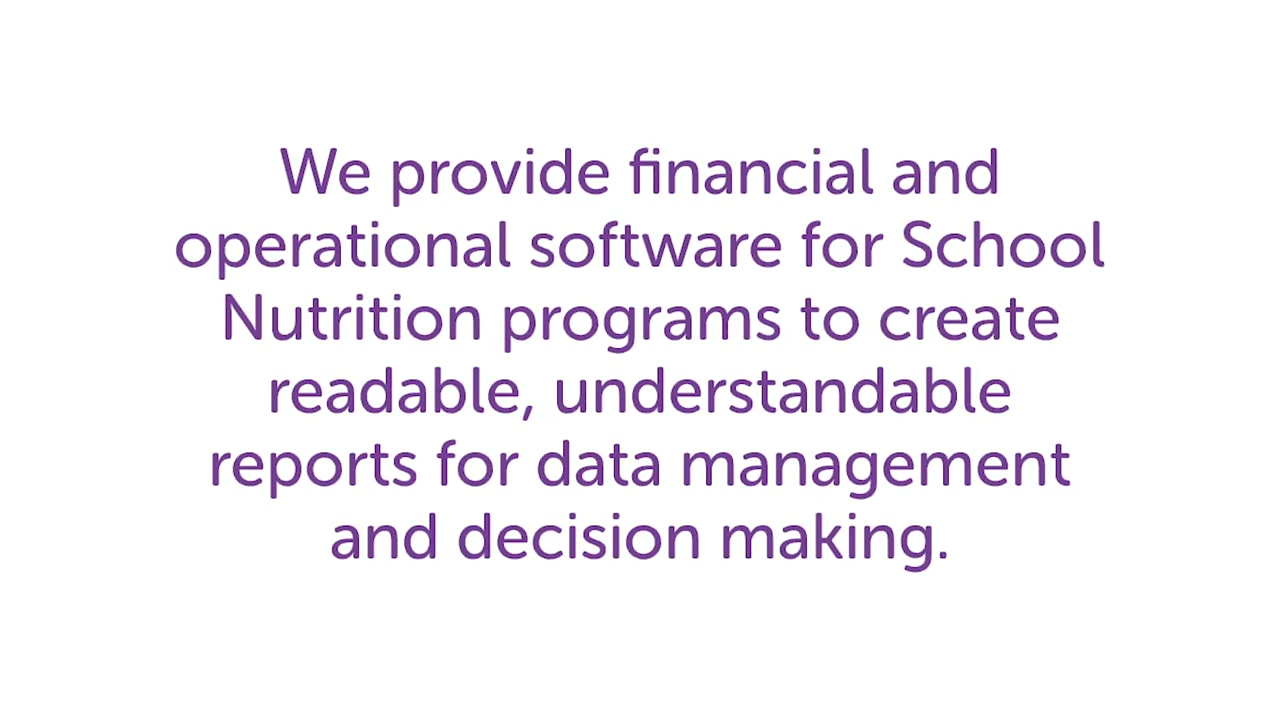 We provide financial and
operational software for School
Nutrition programs to create
readable, understandable
reports for data management
and decision making.